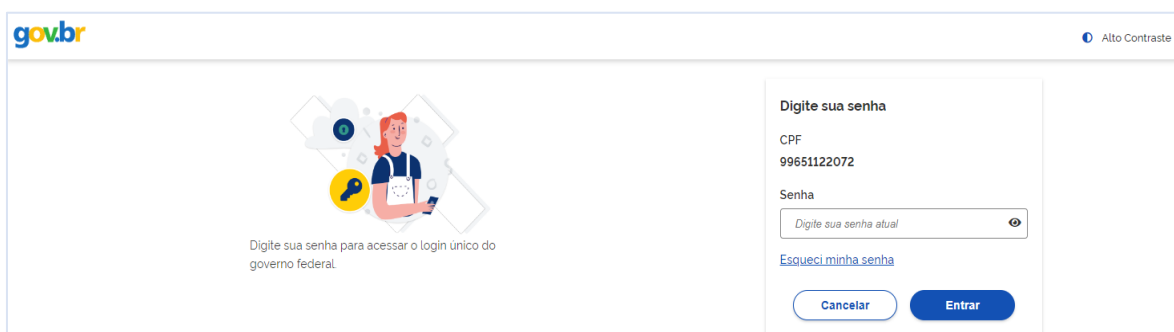 gov.br
Alto Contraste
Digite sua senha para acessar o login único do
governo federal.
Digite sua senha
CPF
99651122072
Senha
Digite sua senha atual
Esqueci minha senha
Cancelar
Entrar